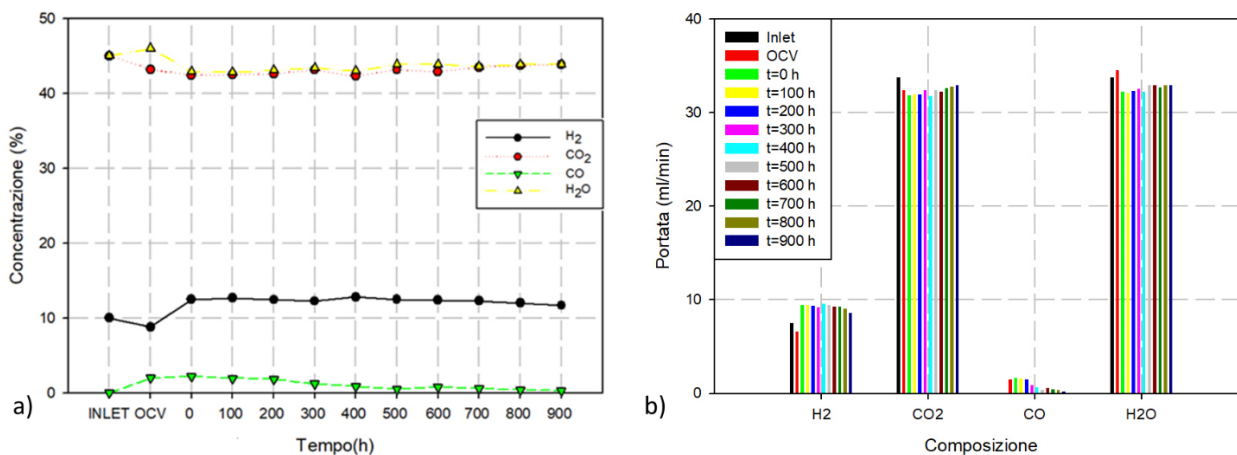 50
40
30
20
10
0
Concentrazione (%)
H2
CO2
CO
H2O
INLET OCV 0 100 200 300 400 500 600 700 800 900
Tempo(h)
a)
40
30
20
10
0
Portata (ml/min)
Inlet
OCV
t=0 h
t=100 h
t=200 h
t=300 h
t=400 h
t=500 h
t=600 h
t=700 h
t=800 h
t=900 h
H2 CO2 CO H2O
Composizione
b)